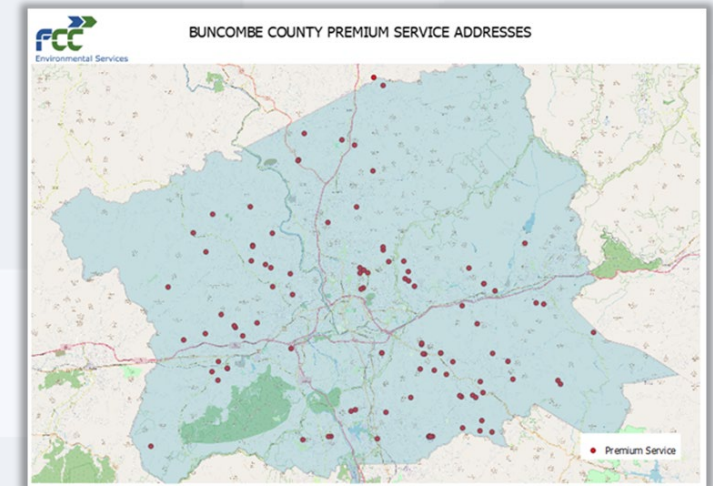 FCC
Environmental Services
BUNCOMBE COUNTY PREMIUM SERVICE ADDRESSES
Premium Service